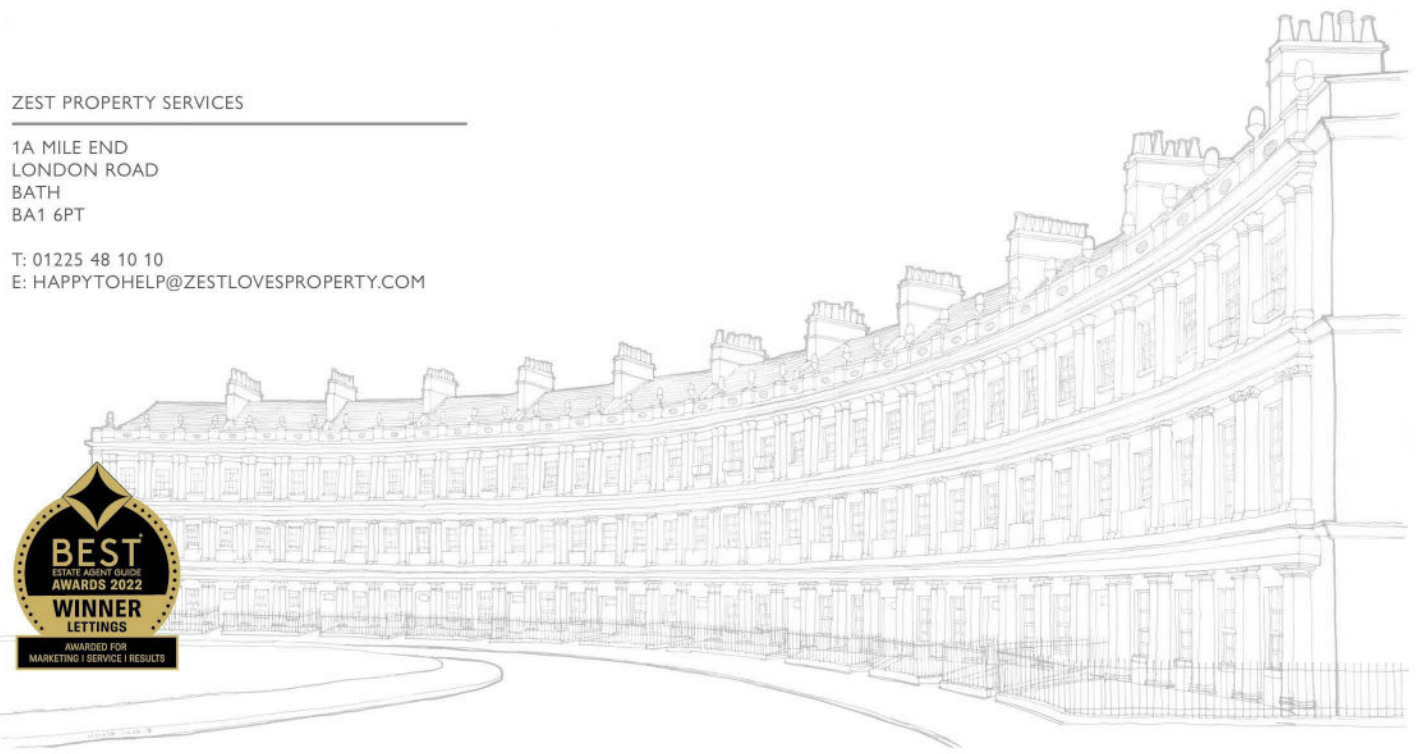 ZEST PROPERTY SERVICES
1A MILE END
LONDON ROAD
BATH
BA1 6PT
T: 01225 48 10 10
E: HAPPYTOHELP@ZESTLOVESPROPERTY.COM
BEST
ESTATE AGENT GUIDE
AWARDS 2022
WINNER
LETTINGS
AWARDED FOR
MARKETING I SERVICE I RESULTS